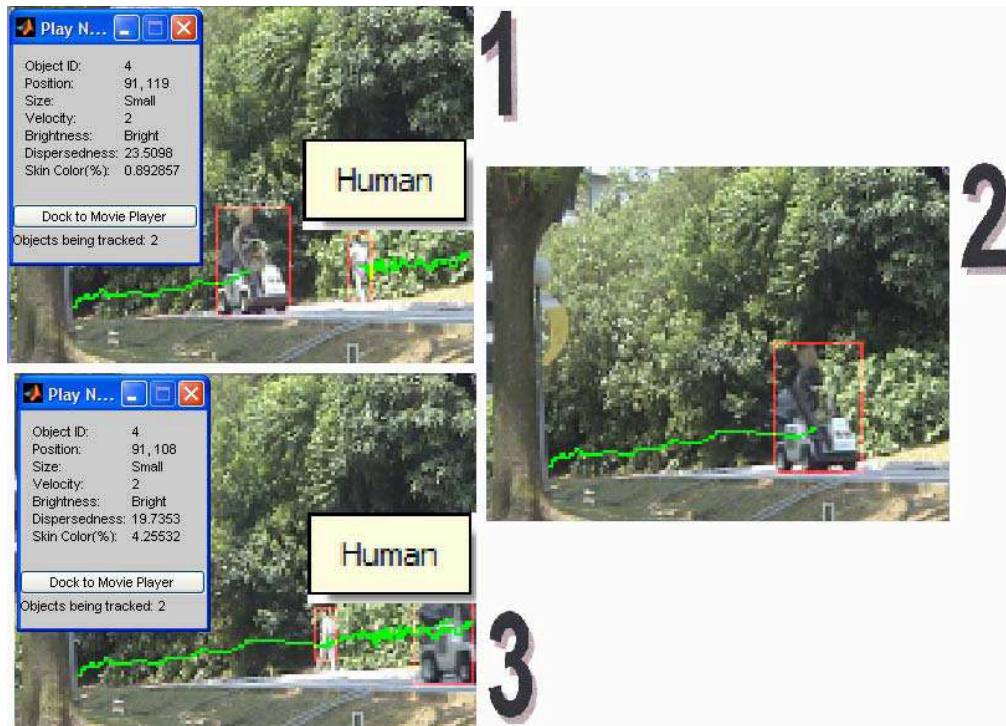 Play N...
Object ID: 4
Position: 91, 119
Size: Small
Velocity: 2
Brightness: Bright
Dispersedness: 23.5098
Skin Color(%): 0.892857
Dock to Movie Player
Objects being tracked: 2
Human
1
2
Play N...
Object ID: 4
Position: 91, 108
Size: Small
Velocity: 2
Brightness: Bright
Dispersedness: 19.7353
Skin Color(%): 4.25532
Dock to Movie Player
Objects being tracked: 2
Human
3